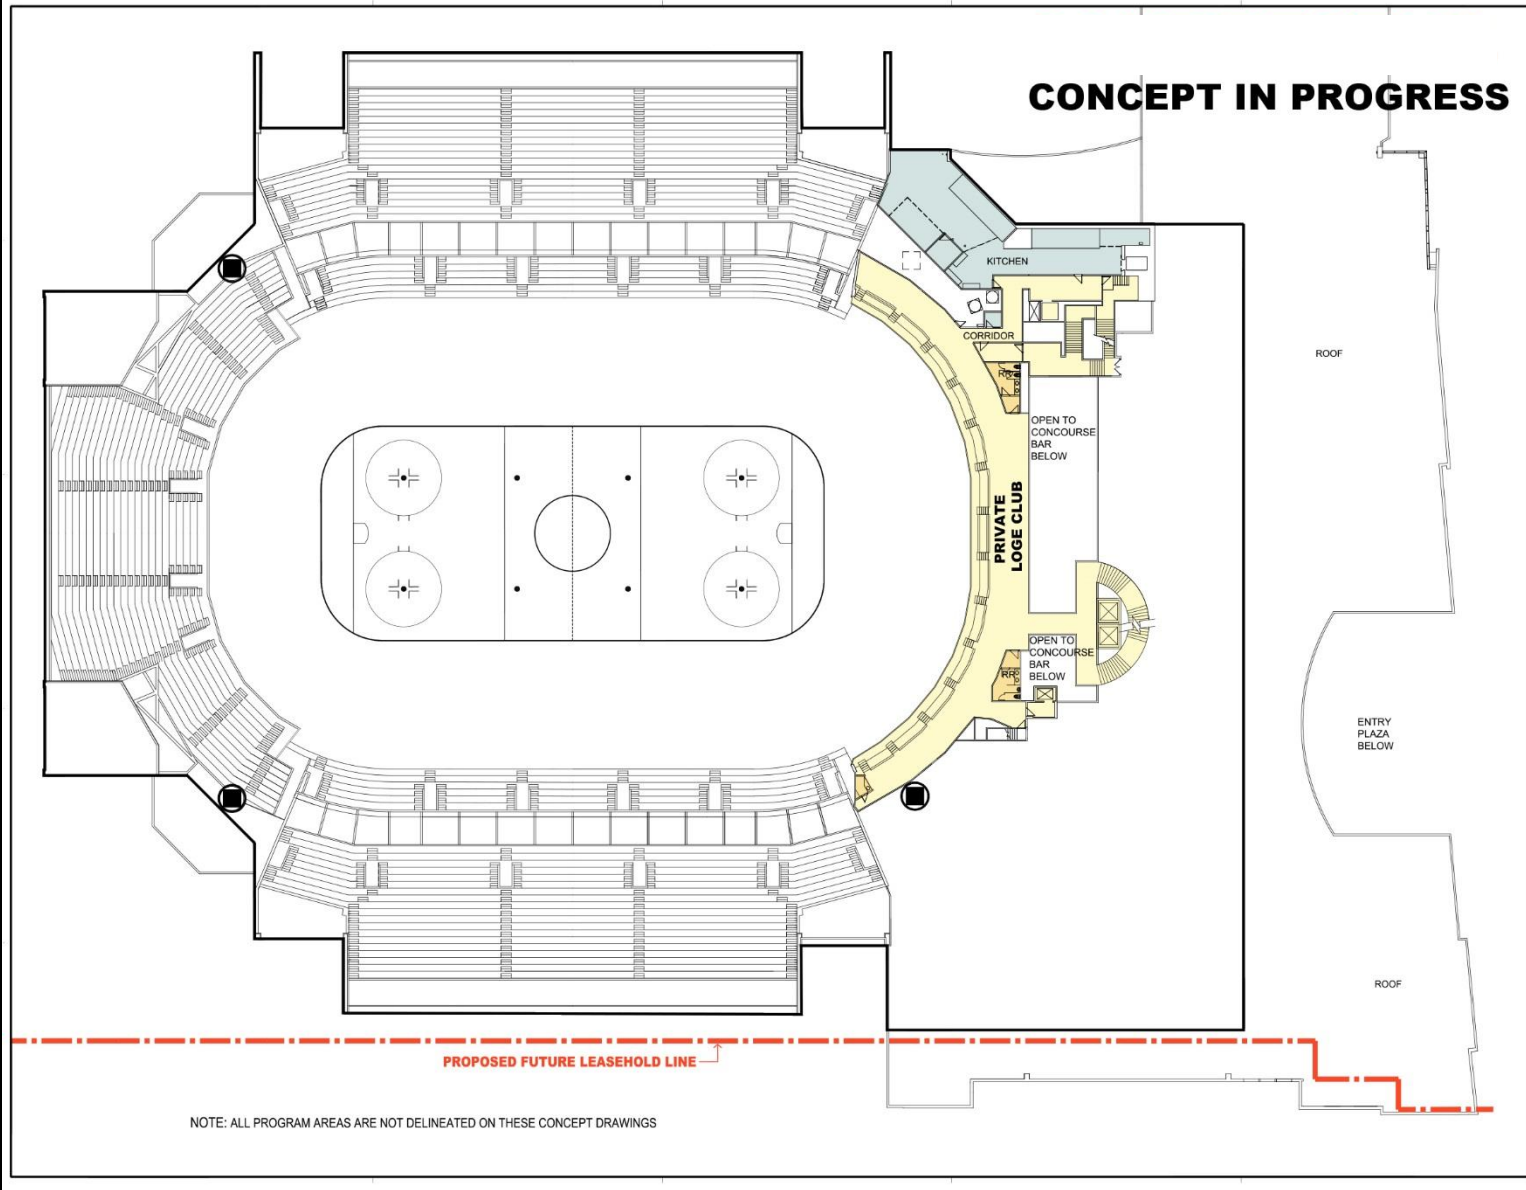 CONCEPT IN PROGRESS
KITCHEN
CORRIDOR
ROOF
RR
OPEN TO
CONCOURSE
BAR
BELOW
PRIVATE
LOGE CLUB
OPEN TO
CONCOURSE
BAR
BELOW
RR
ENTRY
PLAZA
BELOW
ROOF
PROPOSED FUTURE LEASEHOLD LINE
NOTE: ALL PROGRAM AREAS ARE NOT DELINEATED ON THESE CONCEPT DRAWINGS